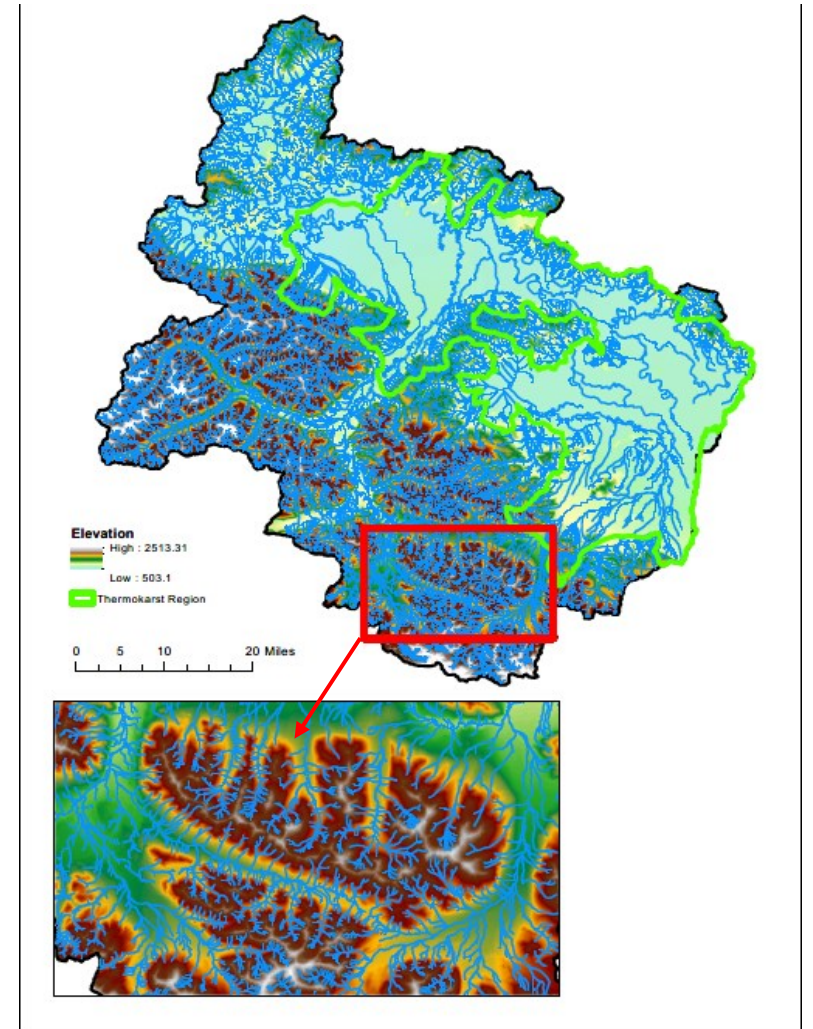 Elevation
High : 2513.31
Low : 503.1
Thermokarst Region
0 5 10 20 Miles